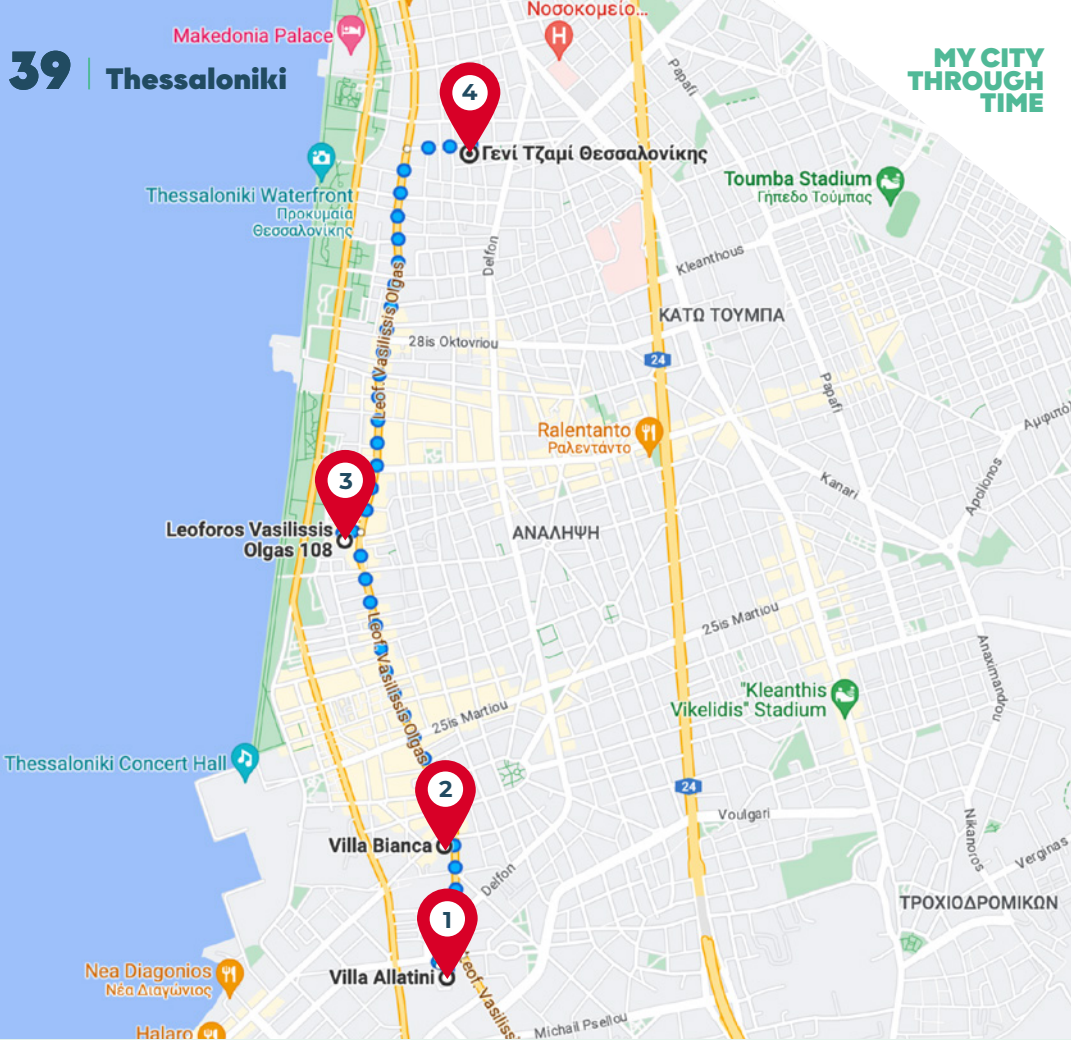 39 | Thessaloniki
MY CITY
THROUGH
TIME
Νοσοκομείο...
H
Makedonia Palace
Papafi
4
Γενί Τζαμί Θεσσαλονίκης
Toumba Stadium
Γήπεδο Τούμπας
Thessaloniki Waterfront
Προκυμαία
Θεσσαλονίκης
Delfon
Kleanthous
Leof. Vasilissis Olgas
ΚΑΤΩ ΤΟΥΜΠΑ
28is Oktovriou
24
Papafi
Ralentanto
Ραλεντάντο
Kanari
Apollonos
3
Leoforos Vasilissis
Olgas 108
ΑΝΑΛΗΨΗ
25is Martiou
Leof. Vasilissis Olgas
Anaximandrou
"Kleanthis
Vikelidis" Stadium
25is Martiou
Thessaloniki Concert Hall
24
2
Voulgari
Nikanoros
Villa Bianca
Verginas
Delfon
1
ΤΡΟΧΙΟΔΡΟΜΙΚΩΝ
Villa Allatini
Nea Diagonios
Νέα Διαγώνιος
Michail Psellou
Halaro